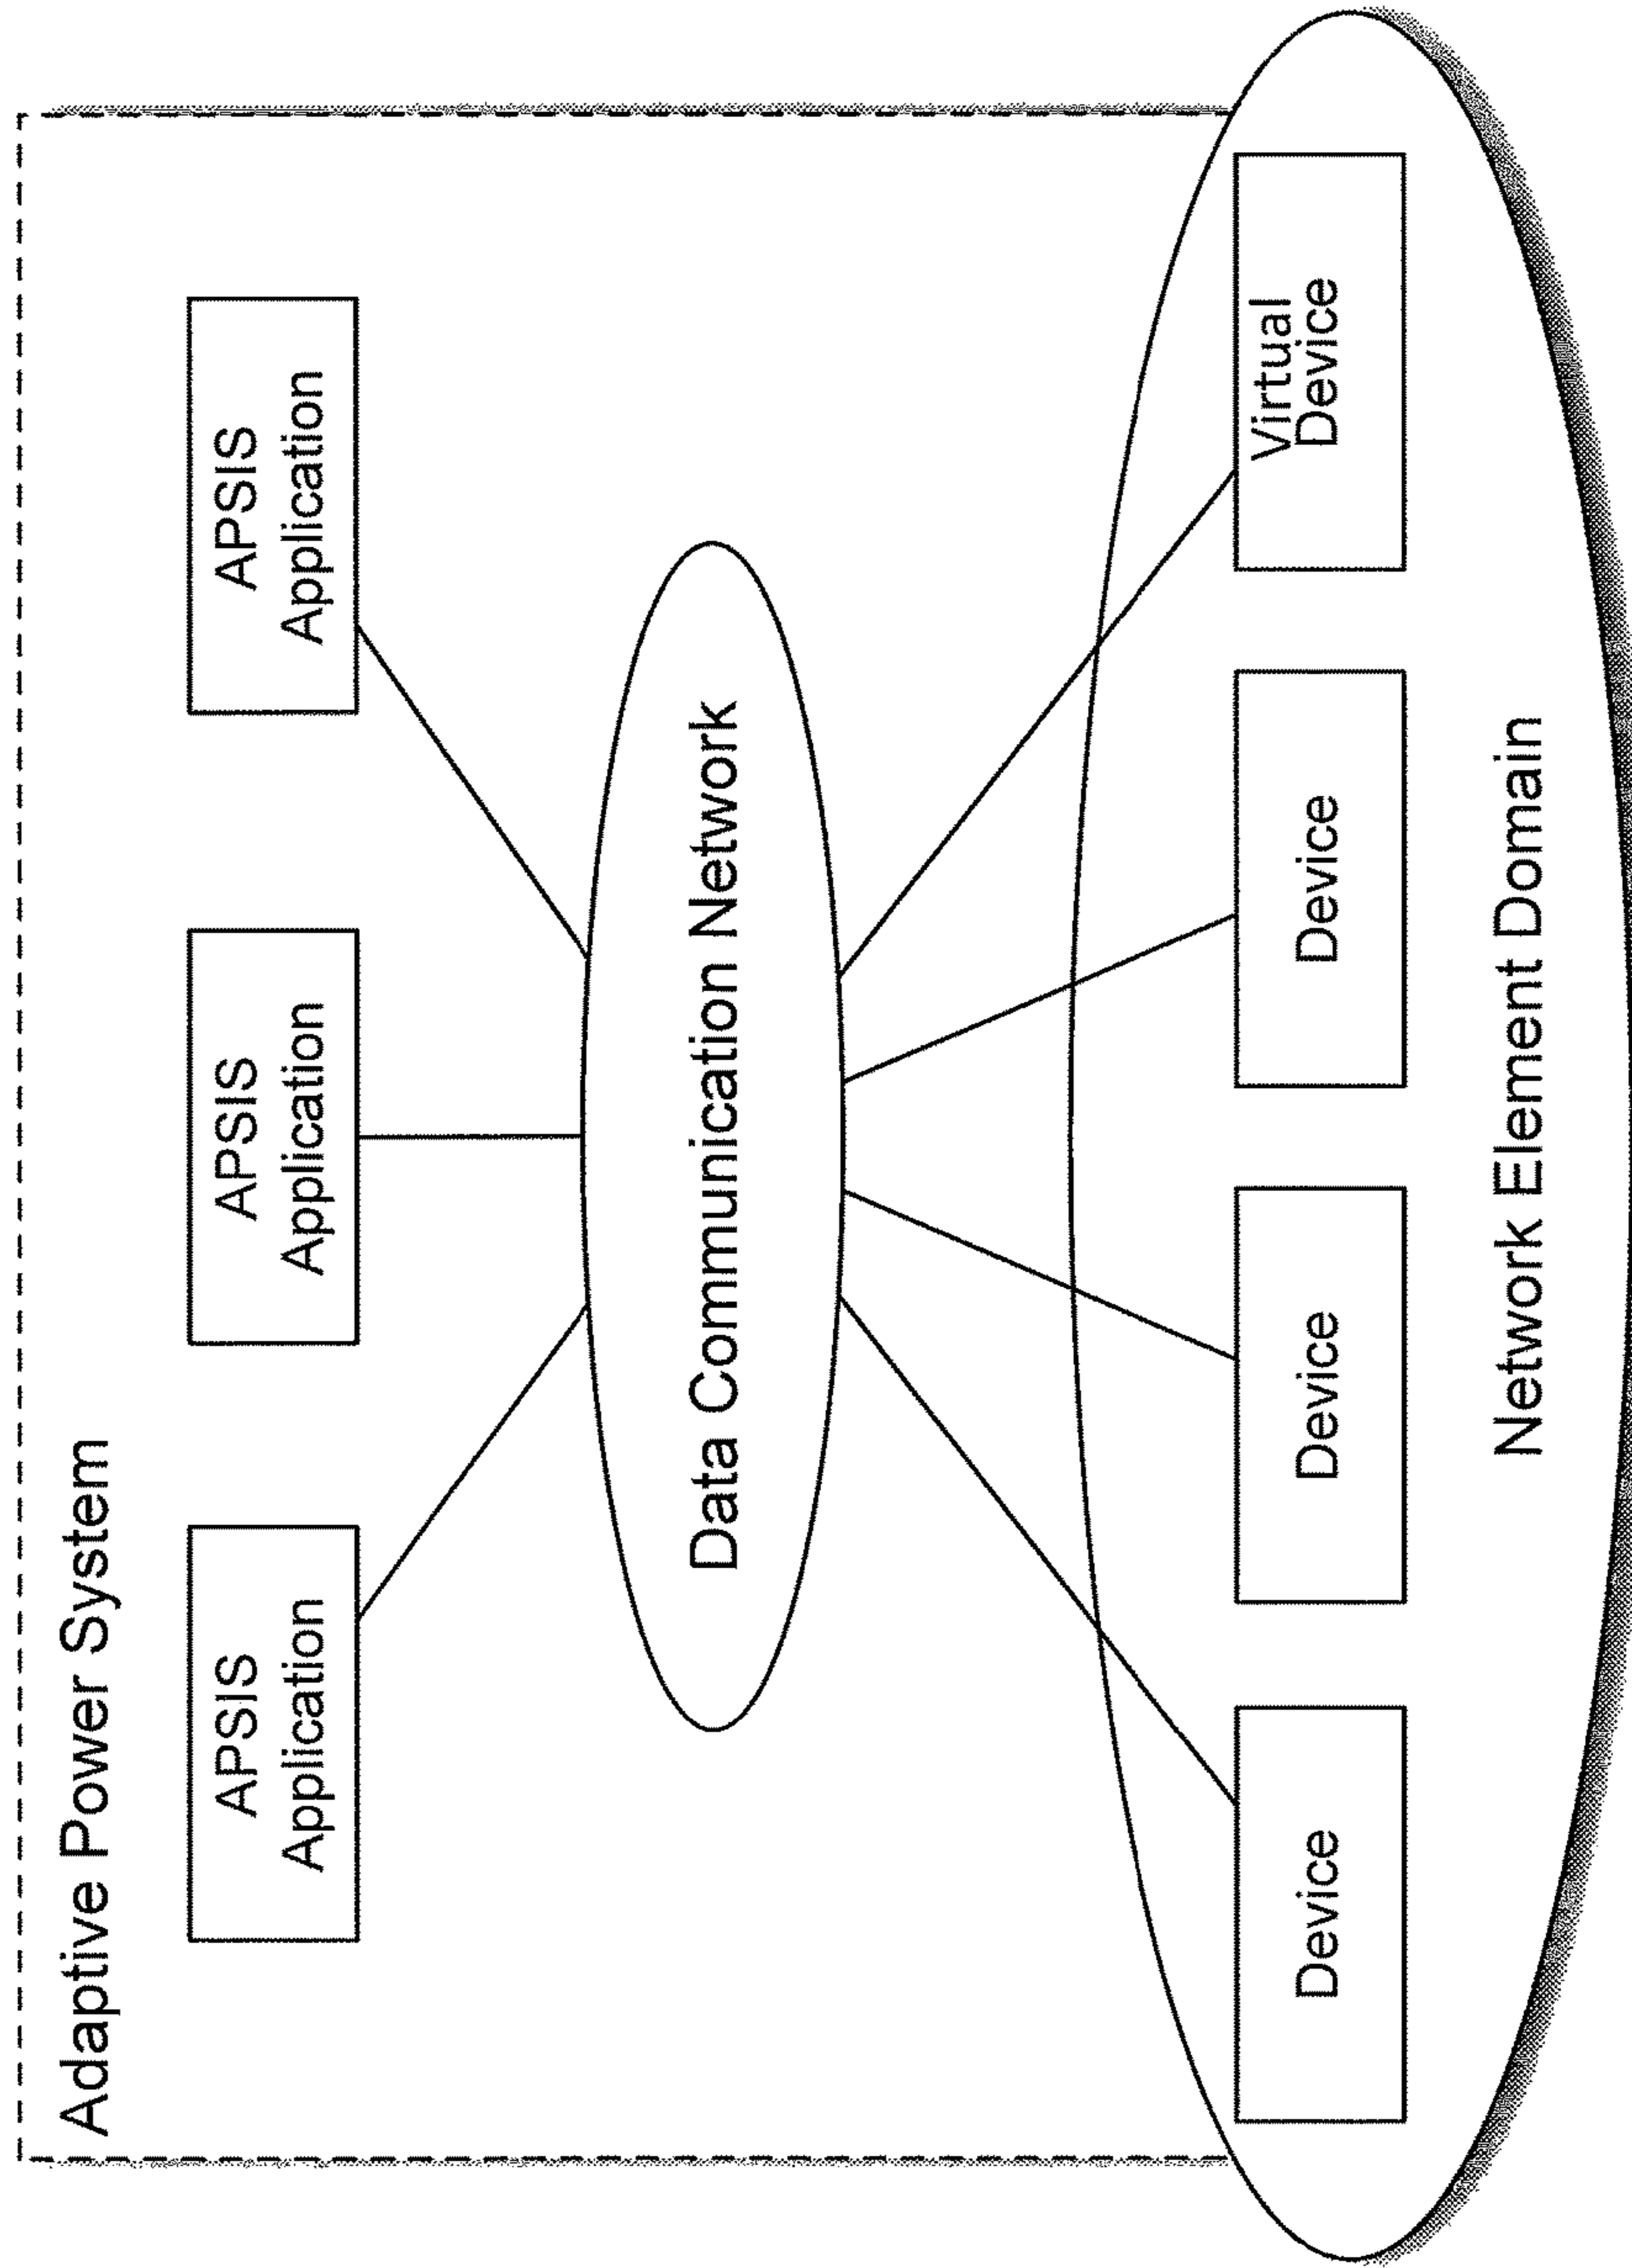 Adaptive Power System
APSIS
Application
APSIS
Application
APSIS
Application
Data Communication Network
Device
Device
Device
Virtual
Device
Network Element Domain